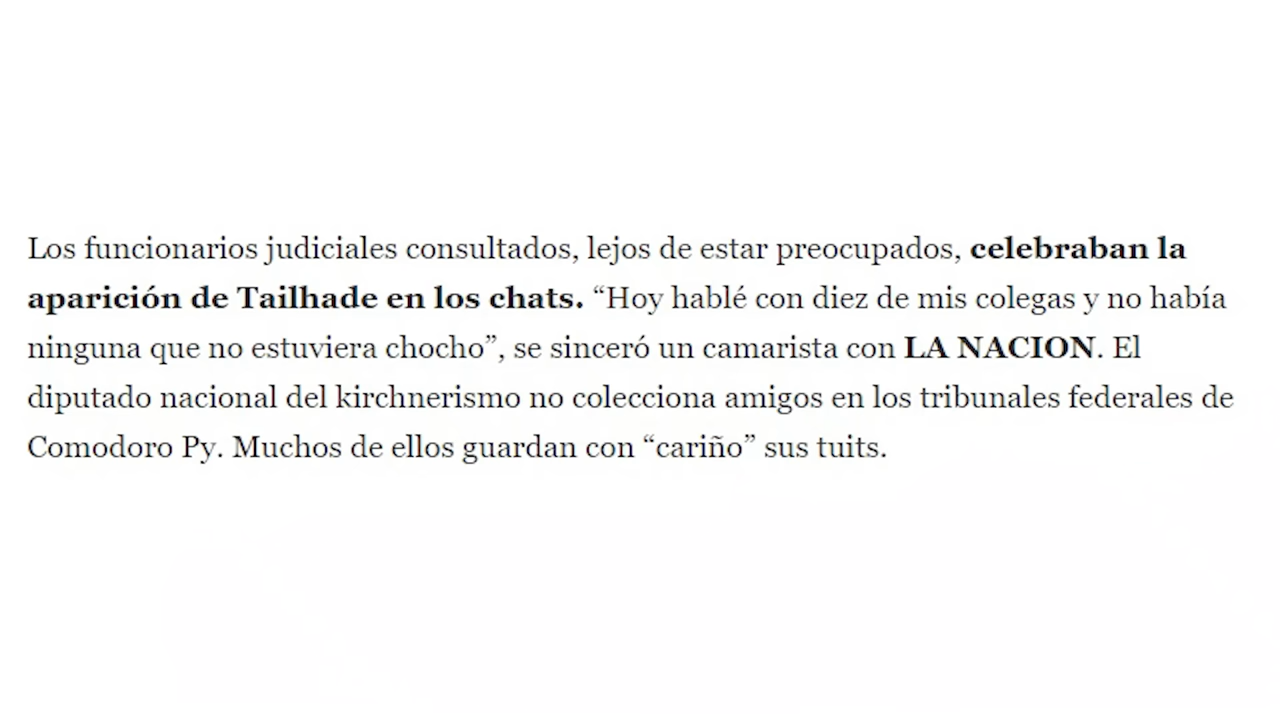 Los funcionarios judiciales consultados, lejos de estar preocupados, celebraban la
aparición de Tailhade en los chats. “Hoy hablé con diez de mis colegas y no había
ninguna que no estuviera chocho”, se sinceró un camarista con LA NACION. El
diputado nacional del kirchnerismo no colecciona amigos en los tribunales federales de
Comodoro Py. Muchos de ellos guardan con “cariño” sus tuits.